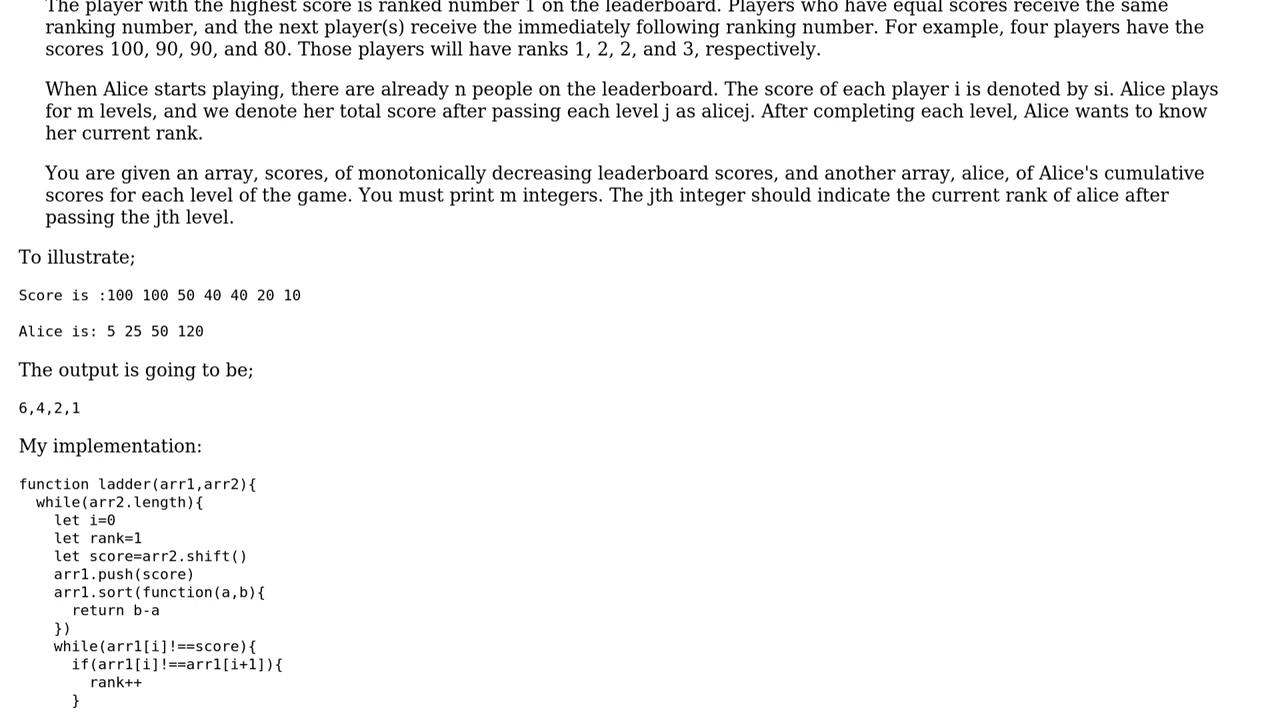 The player with the highest score is ranked number 1 on the leaderboard. Players who have equal scores receive the same
ranking number, and the next player(s) receive the immediately following ranking number. For example, four players have the
scores 100, 90, 90, and 80. Those players will have ranks 1, 2, 2, and 3, respectively.
When Alice starts playing, there are already n people on the leaderboard. The score of each player i is denoted by si. Alice plays
for m levels, and we denote her total score after passing each level j as alicej. After completing each level, Alice wants to know
her current rank.
You are given an array, scores, of monotonically decreasing leaderboard scores, and another array, alice, of Alice's cumulative
scores for each level of the game. You must print m integers. The jth integer should indicate the current rank of alice after
passing the jth level.
To illustrate;
Score is :100 100 50 40 40 20 10
Alice is: 5 25 50 120
The output is going to be;
6,4,2,1
My implementation:
function ladder(arr1,arr2){
  while(arr2.length){
    let i=0
    let rank=1
    let score=arr2.shift()
    arr1.push(score)
    arr1.sort(function(a,b){
      return b-a
    })
    while(arr1[i]!==score){
      if(arr1[i]!==arr1[i+1]){
        rank++
      }